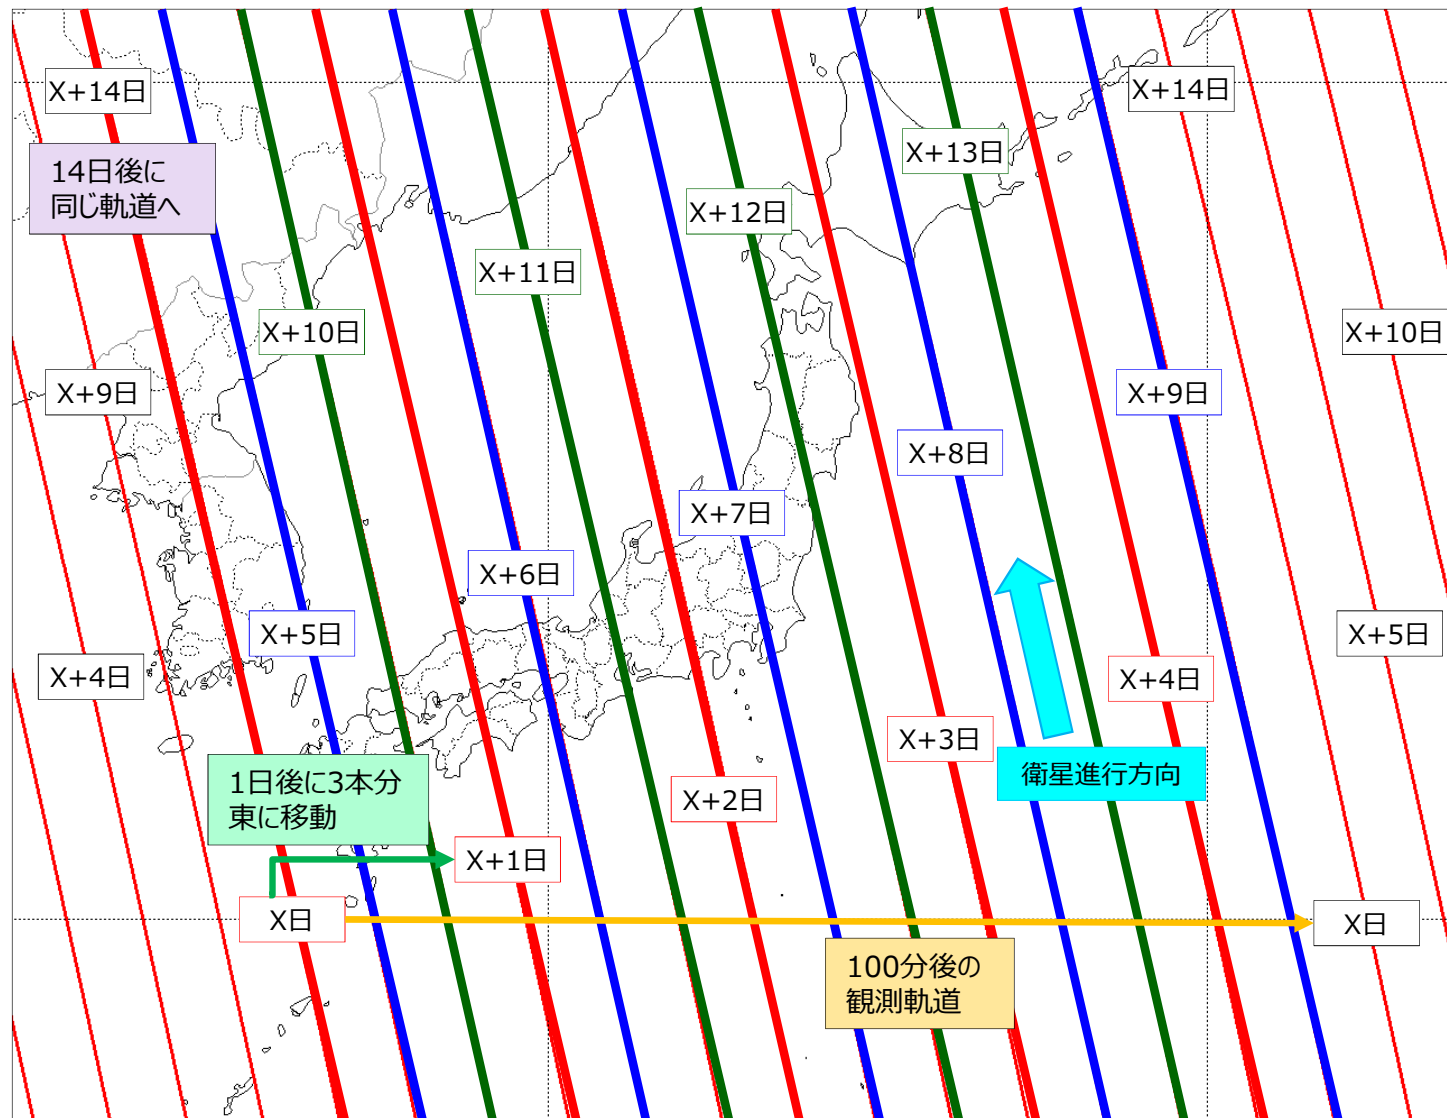 X+14日
X+14日
14日後に
同じ軌道へ
X+13日
X+12日
X+11日
X+10日
X+10日
X+9日
X+9日
X+8日
X+7日
X+6日
X+5日
X+5日
X+4日
X+4日
X+3日
衛星進行方向
1日後に3本分
東に移動
X+2日
X+1日
X日
X日
100分後の
観測軌道